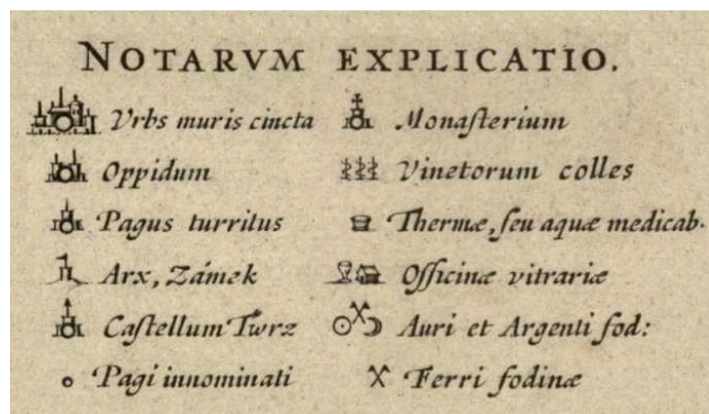 NOTARVM EXPLICATIO.
Vrbs muris cincta
Oppidum
Pagus turritus
Arx, Zámek
Caſtellum Twrz
Pagi innominati
Monaſterium
Vinetorum colles
Thermæ, ſeu aquæ medicab.
Officinæ vitrariæ
Auri et Argenti fod:
Ferri fodinæ